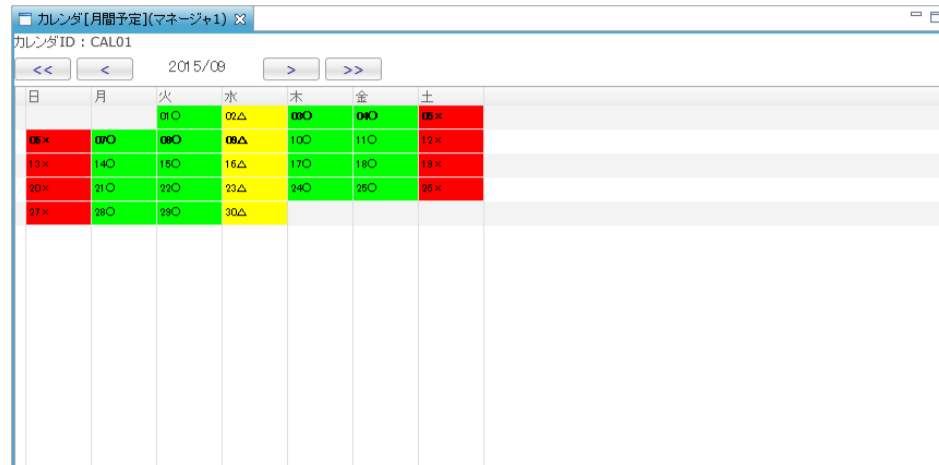 カレンダ[月間予定](マネージャ1)
カレンダID : CAL01
<< < 2015/09 > >>
日 月 火 水 木 金 土
01○ 02△ 03○ 04○ 05×
06× 07○ 08○ 09△ 10○ 11○ 12×
13× 14○ 15○ 16△ 17○ 18○ 19×
20× 21○ 22○ 23△ 24○ 25○ 26×
27× 28○ 29○ 30△